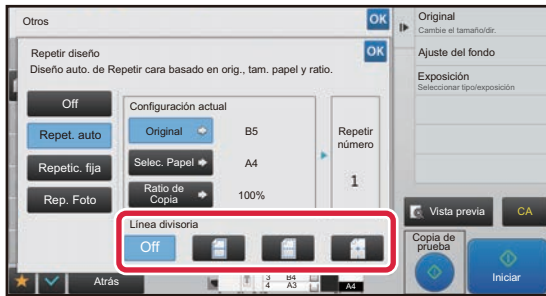 Otros
OK
Original
Cambie el tamaño/dir.
Repetir diseño
OK
Ajuste del fondo
Diseño auto. de Repetir cara basado en orig., tam. papel y ratio.
Exposición
Seleccionar tipo/exposición
Off
Configuración actual
Repet. auto
Original
B5
Repetir
número
Repetic. fija
Selec. Papel
A4
1
Rep. Foto
Ratio de
Copia
100%
Línea divisoria
Off
Vista previa
CA
Copia de
prueba
Iniciar
Atrás
3 B4
4 A3
A4